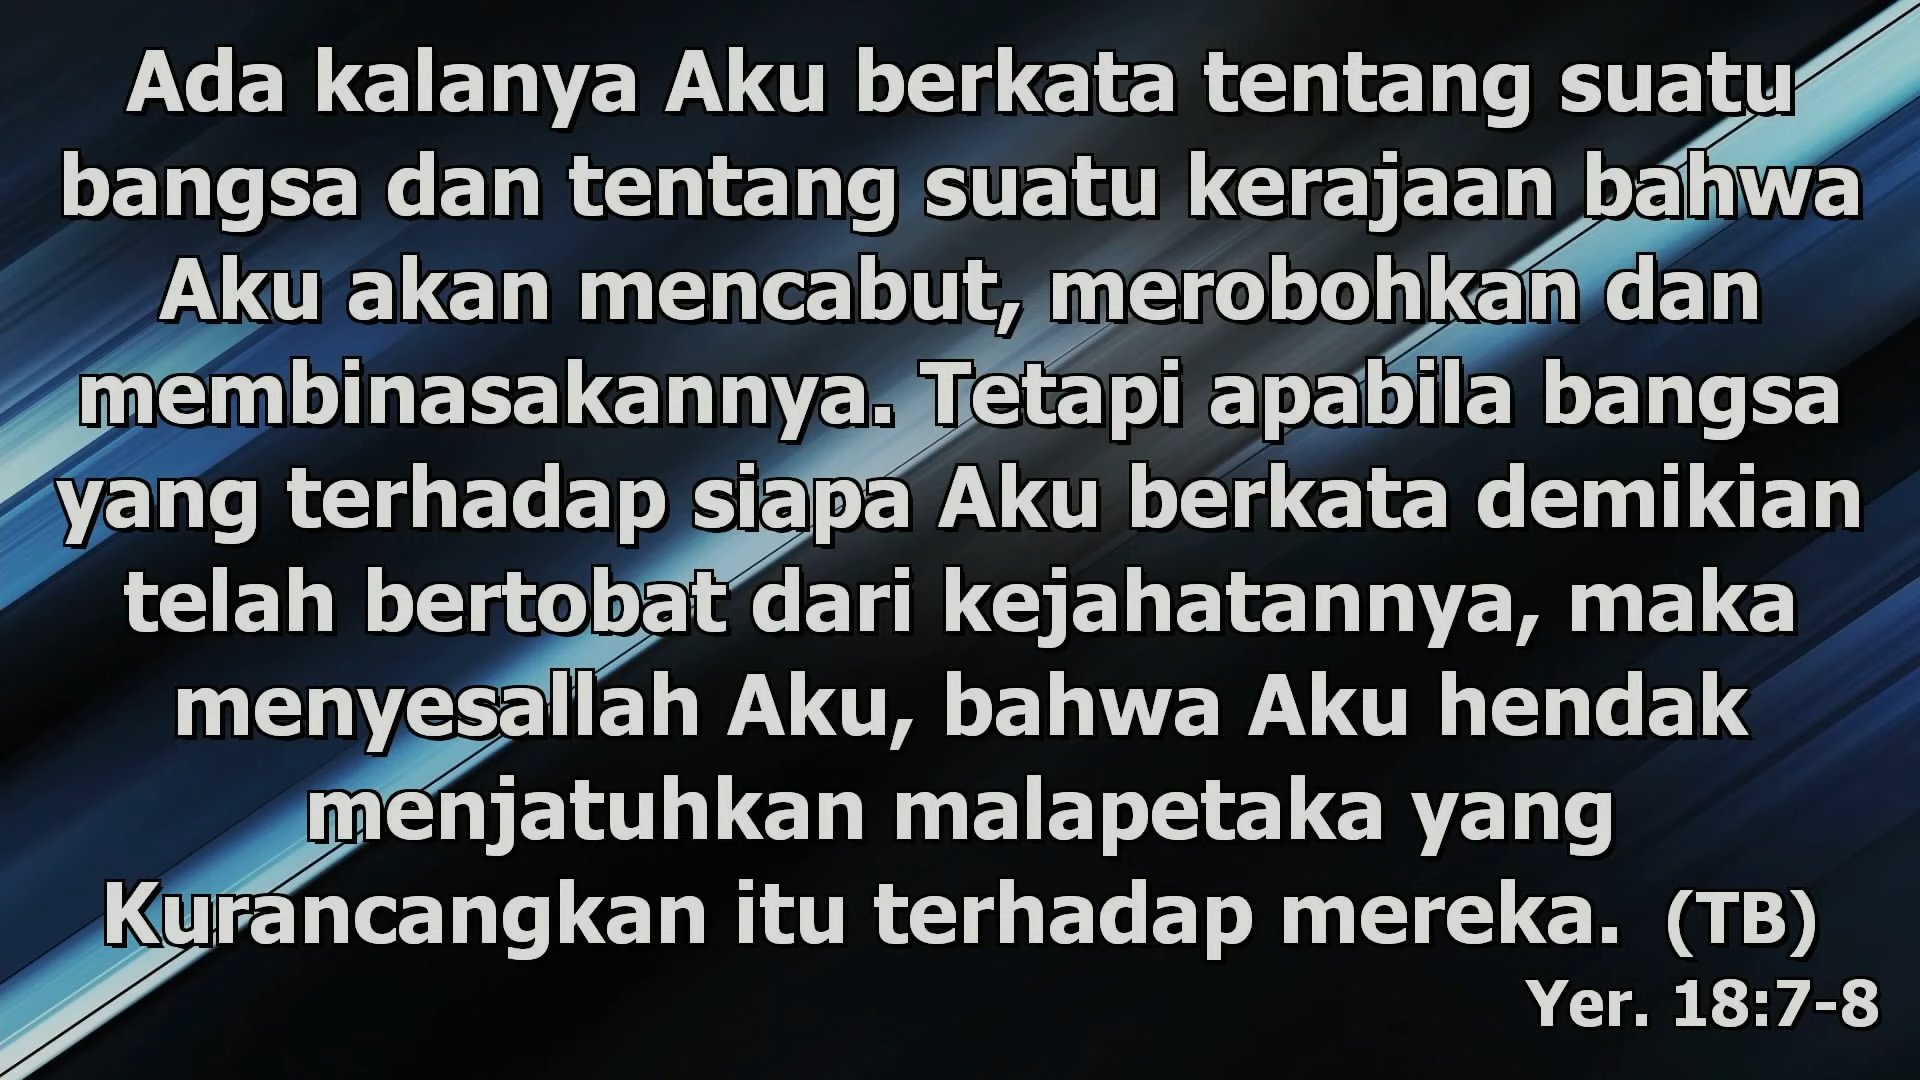 Ada kalanya Aku berkata tentang suatu
bangsa dan tentang suatu kerajaan bahwa
Aku akan mencabut, merobohkan dan
membinasakannya. Tetapi apabila bangsa
yang terhadap siapa Aku berkata demikian
telah bertobat dari kejahatannya, maka
menyesallah Aku, bahwa Aku hendak
menjatuhkan malapetaka yang
Kurancangkan itu terhadap mereka. (TB)
Yer. 18:7-8